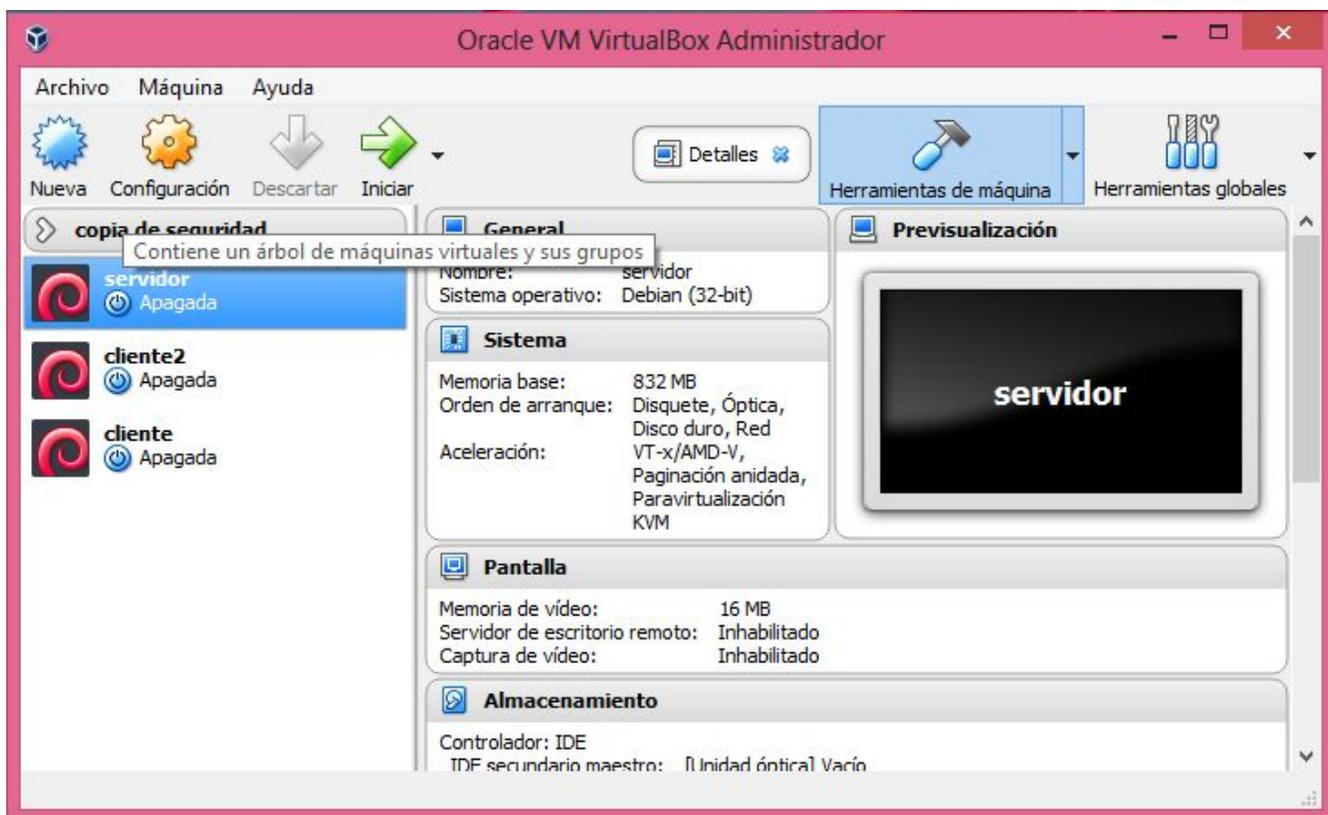 Oracle VM VirtualBox Administrador
Archivo Máquina Ayuda
Nueva Configuración Descartar Iniciar Detalles Herramientas de máquina Herramientas globales
copia de seguridad
Contiene un árbol de máquinas virtuales y sus grupos
servidor
Apagada
cliente2
Apagada
cliente
Apagada
General
Nombre: servidor
Sistema operativo: Debian (32-bit)
Sistema
Memoria base: 832 MB
Orden de arranque: Disquete, Óptica,
Disco duro, Red
Aceleración: VT-x/AMD-V,
Paginación anidada,
Paravirtualización
KVM
Previsualización
servidor
Pantalla
Memoria de vídeo: 16 MB
Servidor de escritorio remoto: Inhabilitado
Captura de vídeo: Inhabilitado
Almacenamiento
Controlador: IDE
IDE secundario maestro: [Unidad óptica] Vacío